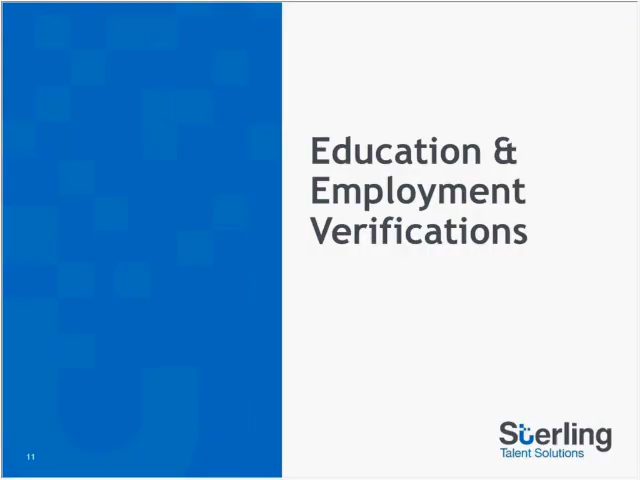 Education &
Employment
Verifications
Sterling
Talent Solutions
11